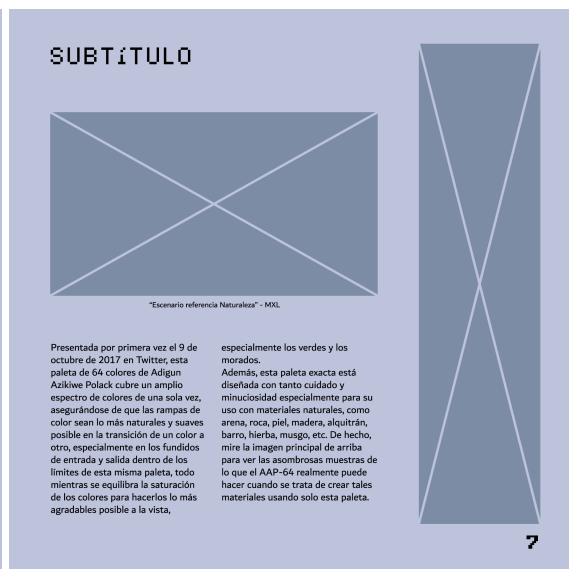 SUBTíTULO
"Escenario referencia Naturaleza" - MXL
Presentada por primera vez el 9 de
octubre de 2017 en Twitter, esta
paleta de 64 colores de Adigun
Azikiwe Polack cubre un amplio
espectro de colores de una sola vez,
asegurándose de que las rampas de
color sean lo más naturales y suaves
posible en la transición de un color a
otro, especialmente en los fundidos
de entrada y salida dentro de los
límites de esta misma paleta, todo
mientras se equilibra la saturación
de los colores para hacerlos lo más
agradables posible a la vista,
especialmente los verdes y los
morados.
Además, esta paleta exacta está
diseñada con tanto cuidado y
minuciosidad especialmente para su
uso con materiales naturales, como
arena, roca, piel, madera, alquitrán,
barro, hierba, musgo, etc. De hecho,
mire la imagen principal de arriba
para ver las asombrosas muestras de
lo que el AAP-64 realmente puede
hacer cuando se trata de crear tales
materiales usando solo esta paleta.
7